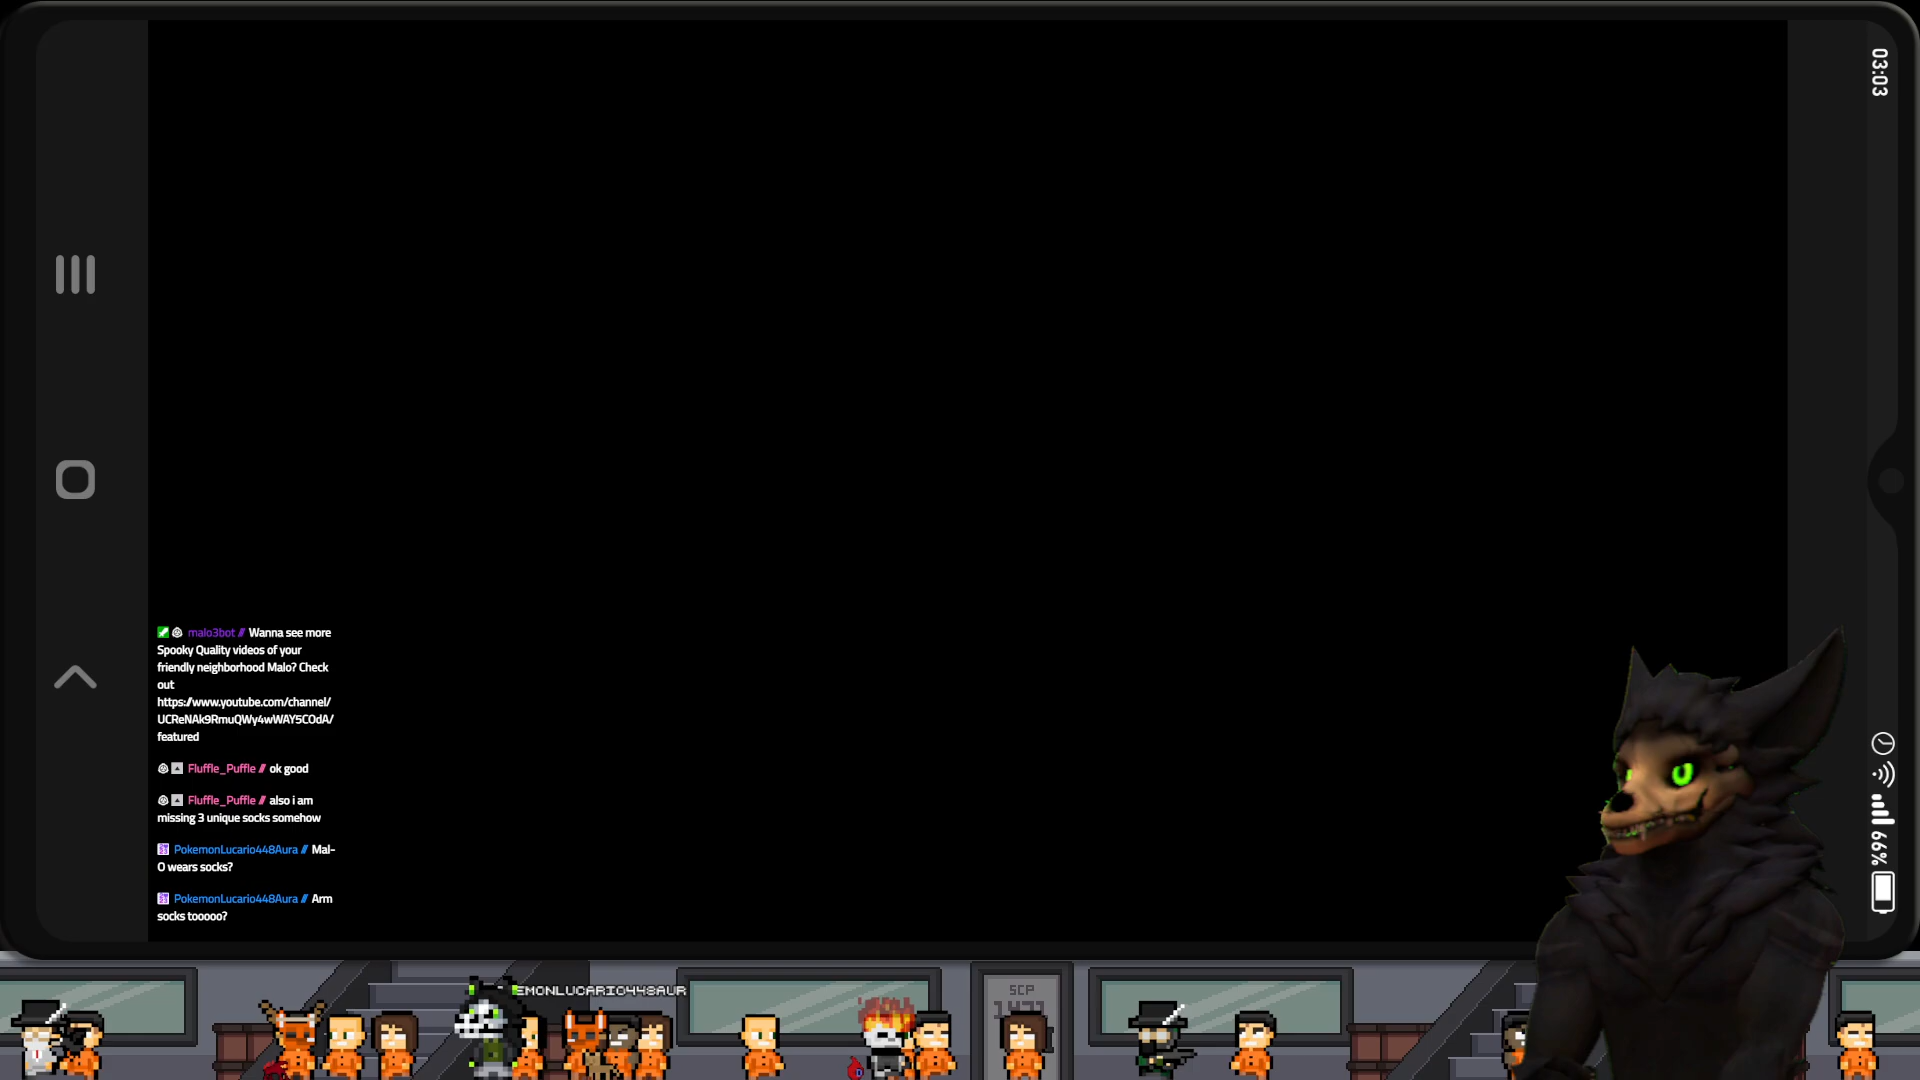 03:03
malo3bot // Wanna see more
Spooky Quality videos of your
friendly neighborhood Malo? Check
out
https://www.youtube.com/channel/
UCReNAk9RmuQWy4wWAY5COdA/
featured
Fluffle_Puffle // ok good
Fluffle_Puffle // also i am
missing 3 unique socks somehow
PokemonLucario448Aura // Mal-
O wears socks?
PokemonLucario448Aura // Arm
socks tooooo?
66%
EMONLUCARIO448AUR
SCP
1471